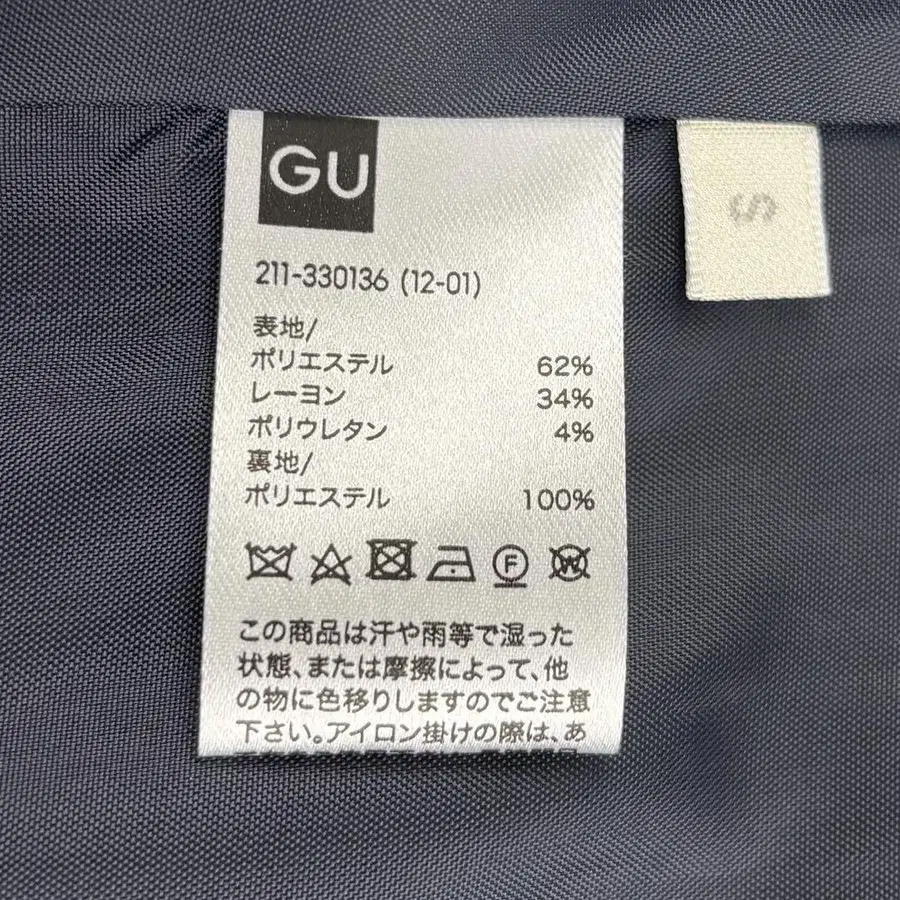 GU
211-330136 (12-01)
表地/
ポリエステル 62%
レーヨン 34%
ポリウレタン 4%
裏地/
ポリエステル 100%
F
W
この商品は汗や雨等で湿った
状態、または摩擦によって、他
の物に色移りしますのでご注意
下さい。アイロン掛けの際は、あ
S